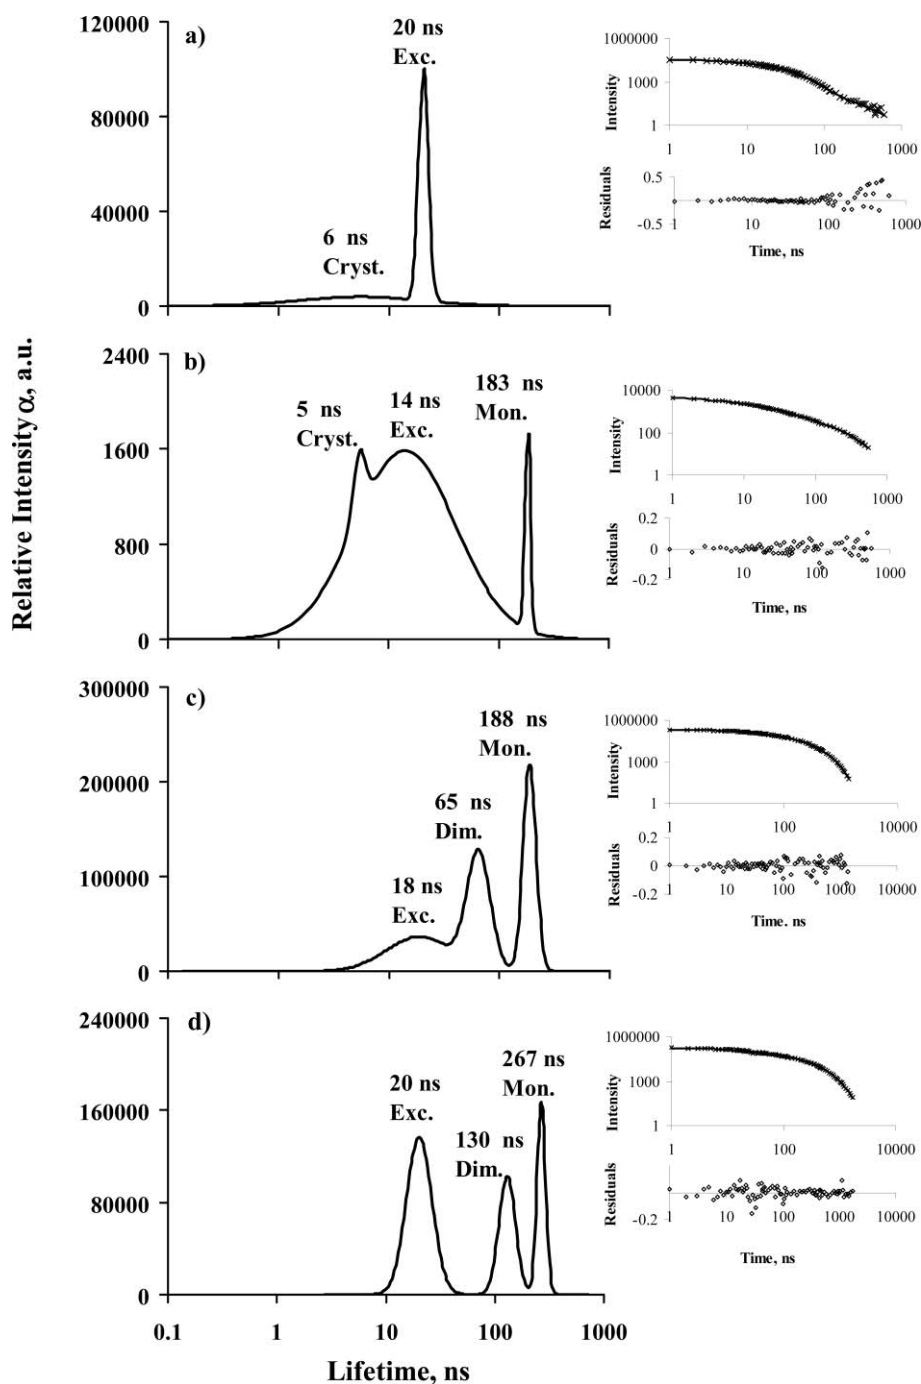 Relative Intensity α, a.u.
a)
120000
80000
40000
0
20 ns
Exc.
6 ns
Cryst.
1000000
1000
1
Intensity
1 10 100 1000
0.5
-0.5
Residuals
1 10 100 1000
Time, ns
b)
2400
1600
800
0
5 ns
Cryst.
14 ns
Exc.
183 ns
Mon.
10000
100
1
Intensity
1 10 100 1000
0.2
0
-0.2
Residuals
1 10 100 1000
Time, ns
c)
300000
200000
100000
0
18 ns
Exc.
65 ns
Dim.
188 ns
Mon.
1000000
1000
1
Intensity
1 100 10000
0.2
0
-0.2
Residuals
1 10 100 1000 10000
Time. ns
d)
240000
160000
80000
0
20 ns
Exc.
130 ns
Dim.
267 ns
Mon.
1000000
1000
1
Intensity
1 100 10000
-0.2
Residuals
1 10 100 1000 10000
Time, ns
0.1 1 10 100 1000
Lifetime, ns